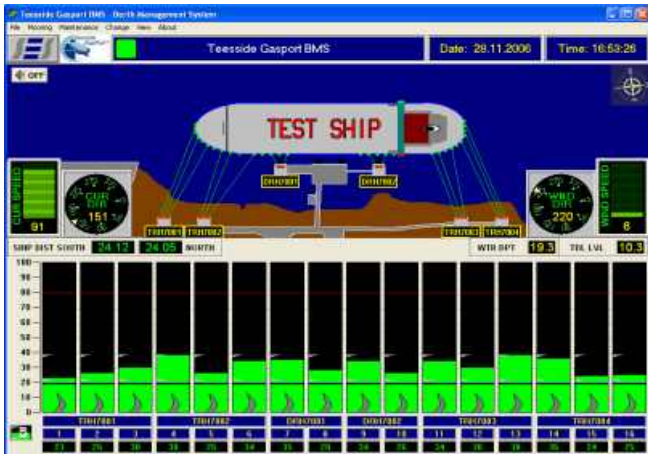 Teesside Gasport BMS - Berth Management System
File Mooring Maintenance Change View About
Teesside Gasport BMS
Date: 28.11.2006
Time: 16:53:26
OFF
TEST SHIP
DRH7001 DRH7002
CUR SPEED
91
CUR DIR
151
WND DIR
220
WIND SPEED
6
TRH7001 TRH7002
TRH7003 TRH7004
SHIP DIST SOUTH 24.12 24.05 NORTH
WTR DPT 19.3 TDL LVL 10.3
100
90
80
70
60
50
40
30
20
10
0
TRH7001 TRH7002 DRH7001 DRH7002 TRH7003 TRH7004
1 2 3 4 5 6 7 8 9 10 11 12 13 14 15 16